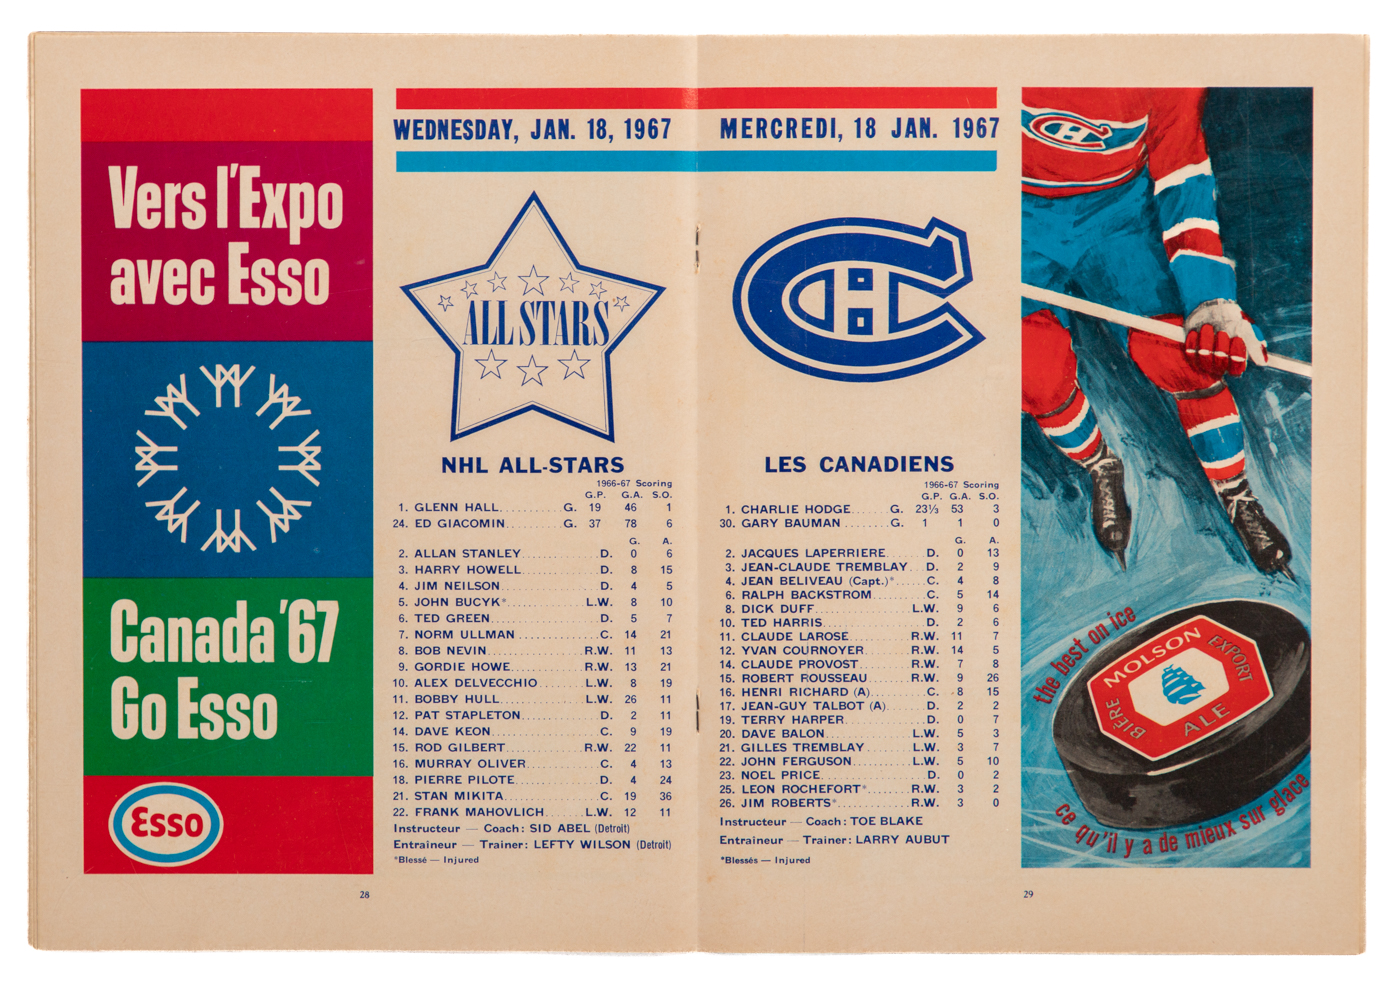 Vers l'Expo
avec Esso
Canada '67
Go Esso
Esso
28
WEDNESDAY, JAN. 18, 1967
ALL STARS
NHL ALL-STARS
1966-67 Scoring
G.P. G.A. S.O.
1. GLENN HALL G. 19 46 1
24. ED GIACOMIN G. 37 78 6
G. A.
2. ALLAN STANLEY D. 0 6
3. HARRY HOWELL D. 8 15
4. JIM NEILSON D. 4 5
5. JOHN BUCYK* L.W. 8 10
6. TED GREEN D. 5 7
7. NORM ULLMAN C. 14 21
8. BOB NEVIN R.W. 11 13
9. GORDIE HOWE R.W. 13 21
10. ALEX DELVECCHIO L.W. 8 19
11. BOBBY HULL L.W. 26 11
12. PAT STAPLETON D. 2 11
14. DAVE KEON C. 9 19
15. ROD GILBERT R.W. 22 11
16. MURRAY OLIVER C. 4 13
18. PIERRE PILOTE D. 4 24
21. STAN MIKITA C. 19 36
22. FRANK MAHOVLICH L.W. 12 11
Instructeur — Coach: SID ABEL (Detroit)
Entraineur — Trainer: LEFTY WILSON (Detroit)
*Blessé — Injured
MERCREDI, 18 JAN. 1967
CH
LES CANADIENS
1966-67 Scoring
G.P. G.A. S.O.
1. CHARLIE HODGE G. 23⅓ 53 3
30. GARY BAUMAN G. 1 1 0
G. A.
2. JACQUES LAPERRIERE D. 0 13
3. JEAN-CLAUDE TREMBLAY D. 2 9
4. JEAN BELIVEAU (Capt.)* C. 4 8
6. RALPH BACKSTROM C. 5 14
8. DICK DUFF L.W. 9 6
10. TED HARRIS D. 2 6
11. CLAUDE LAROSE R.W. 11 7
12. YVAN COURNOYER R.W. 14 5
14. CLAUDE PROVOST R.W. 7 8
15. ROBERT ROUSSEAU R.W. 9 26
16. HENRI RICHARD (A) C. 8 15
17. JEAN-GUY TALBOT (A) D. 2 2
19. TERRY HARPER D. 0 7
20. DAVE BALON L.W. 5 3
21. GILLES TREMBLAY L.W. 3 7
22. JOHN FERGUSON L.W. 5 10
23. NOEL PRICE D. 0 2
25. LEON ROCHEFORT* R.W. 3 2
26. JIM ROBERTS* R.W. 3 0
Instructeur — Coach: TOE BLAKE
Entraineur — Trainer: LARRY AUBUT
*Blessés — Injured
29
CH
the best on ice
MOLSON
EXPORT
BIÈRE
ALE
ce qu'il y a de mieux sur glace